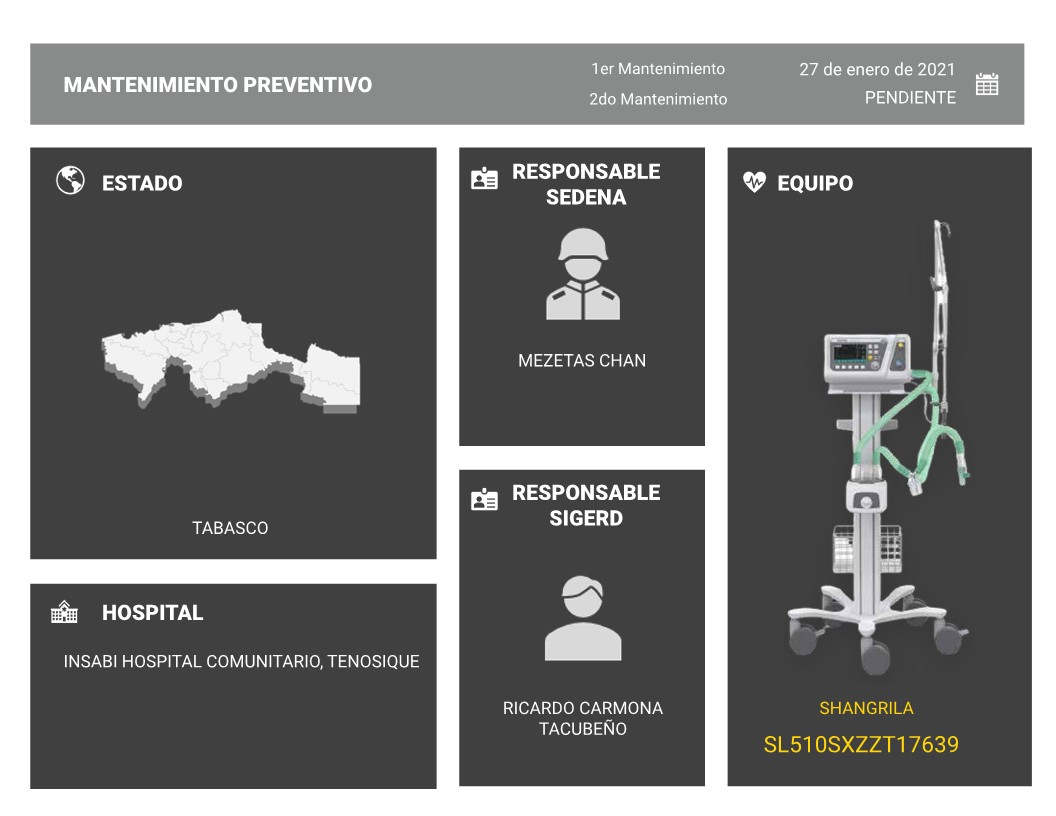 MANTENIMIENTO PREVENTIVO
1er Mantenimiento
27 de enero de 2021
2do Mantenimiento
PENDIENTE
ESTADO
TABASCO
HOSPITAL
INSABI HOSPITAL COMUNITARIO, TENOSIQUE
RESPONSABLE
SEDENA
MEZETAS CHAN
RESPONSABLE
SIGERD
RICARDO CARMONA
TACUBEÑO
EQUIPO
SHANGRILA
SL510SXZZT17639